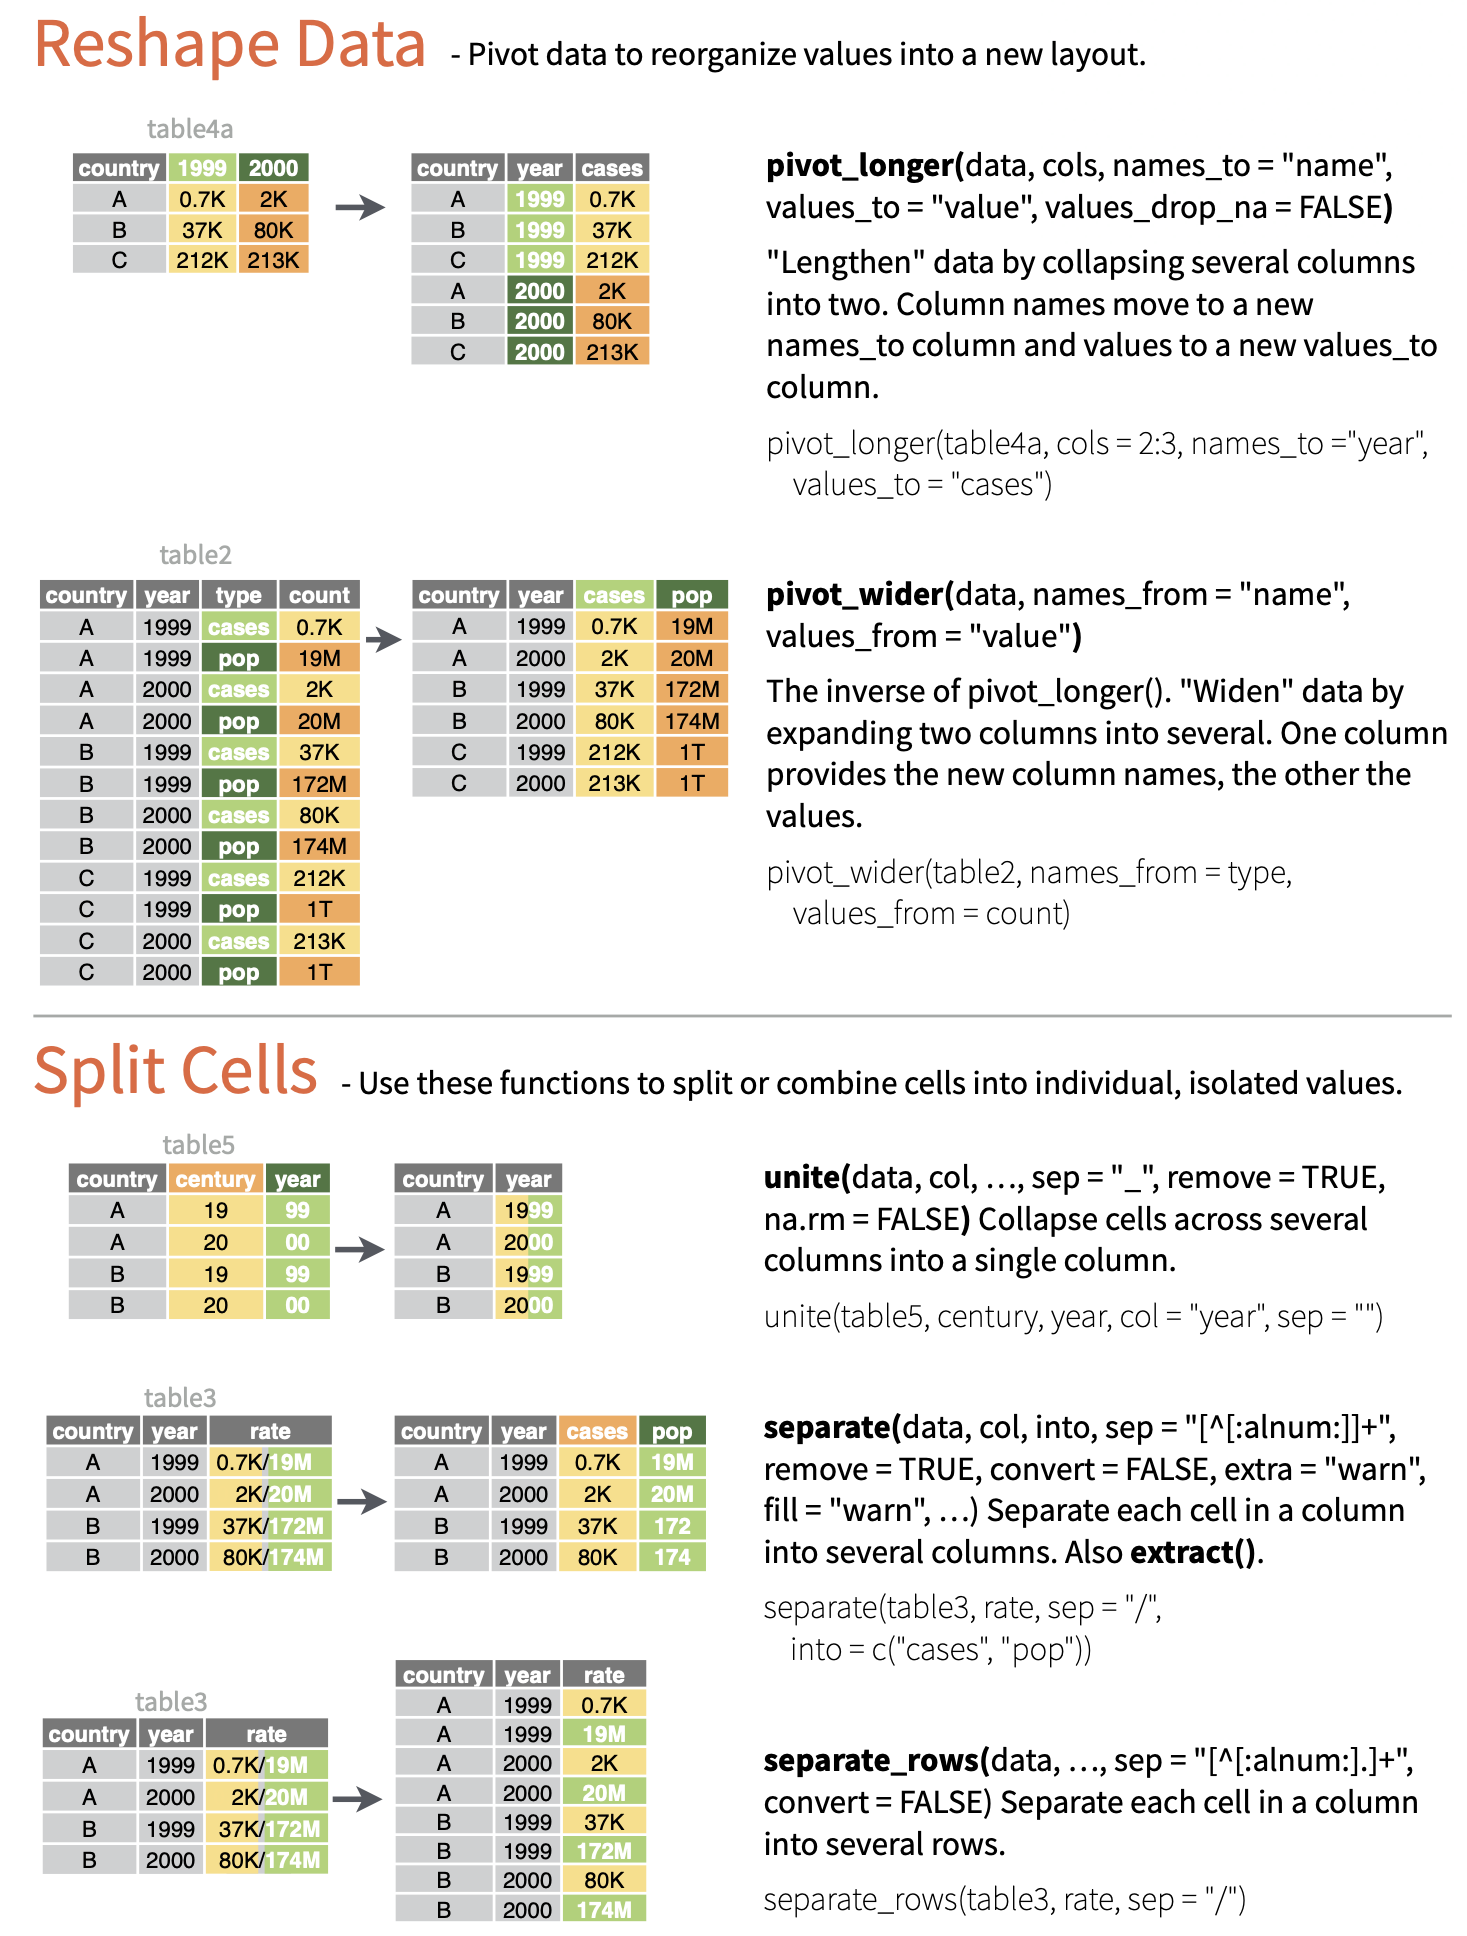 Reshape Data - Pivot data to reorganize values into a new layout.
table4a
country 1999 2000
A 0.7K 2K
B 37K 80K
C 212K 213K
country year cases
A 1999 0.7K
B 1999 37K
C 1999 212K
A 2000 2K
B 2000 80K
C 2000 213K
pivot_longer(data, cols, names_to = "name",
values_to = "value", values_drop_na = FALSE)
"Lengthen" data by collapsing several columns
into two. Column names move to a new
names_to column and values to a new values_to
column.
pivot_longer(table4a, cols = 2:3, names_to ="year",
values_to = "cases")
table2
country year type count
A 1999 cases 0.7K
A 1999 pop 19M
A 2000 cases 2K
A 2000 pop 20M
B 1999 cases 37K
B 1999 pop 172M
B 2000 cases 80K
B 2000 pop 174M
C 1999 cases 212K
C 1999 pop 1T
C 2000 cases 213K
C 2000 pop 1T
country year cases pop
A 1999 0.7K 19M
A 2000 2K 20M
B 1999 37K 172M
B 2000 80K 174M
C 1999 212K 1T
C 2000 213K 1T
pivot_wider(data, names_from = "name",
values_from = "value")
The inverse of pivot_longer(). "Widen" data by
expanding two columns into several. One column
provides the new column names, the other the
values.
pivot_wider(table2, names_from = type,
values_from = count)
Split Cells - Use these functions to split or combine cells into individual, isolated values.
table5
country century year
A 19 99
A 20 00
B 19 99
B 20 00
country year
A 1999
A 2000
B 1999
B 2000
unite(data, col, …, sep = "_", remove = TRUE,
na.rm = FALSE) Collapse cells across several
columns into a single column.
unite(table5, century, year, col = "year", sep = "")
table3
country year rate
A 1999 0.7K/19M
A 2000 2K/20M
B 1999 37K/172M
B 2000 80K/174M
country year cases pop
A 1999 0.7K 19M
A 2000 2K 20M
B 1999 37K 172
B 2000 80K 174
separate(data, col, into, sep = "[^[:alnum:]]+",
remove = TRUE, convert = FALSE, extra = "warn",
fill = "warn", …) Separate each cell in a column
into several columns. Also extract().
separate(table3, rate, sep = "/",
into = c("cases", "pop"))
table3
country year rate
A 1999 0.7K/19M
A 2000 2K/20M
B 1999 37K/172M
B 2000 80K/174M
country year rate
A 1999 0.7K
A 1999 19M
A 2000 2K
A 2000 20M
B 1999 37K
B 1999 172M
B 2000 80K
B 2000 174M
separate_rows(data, …, sep = "[^[:alnum:].]+",
convert = FALSE) Separate each cell in a column
into several rows.
separate_rows(table3, rate, sep = "/")